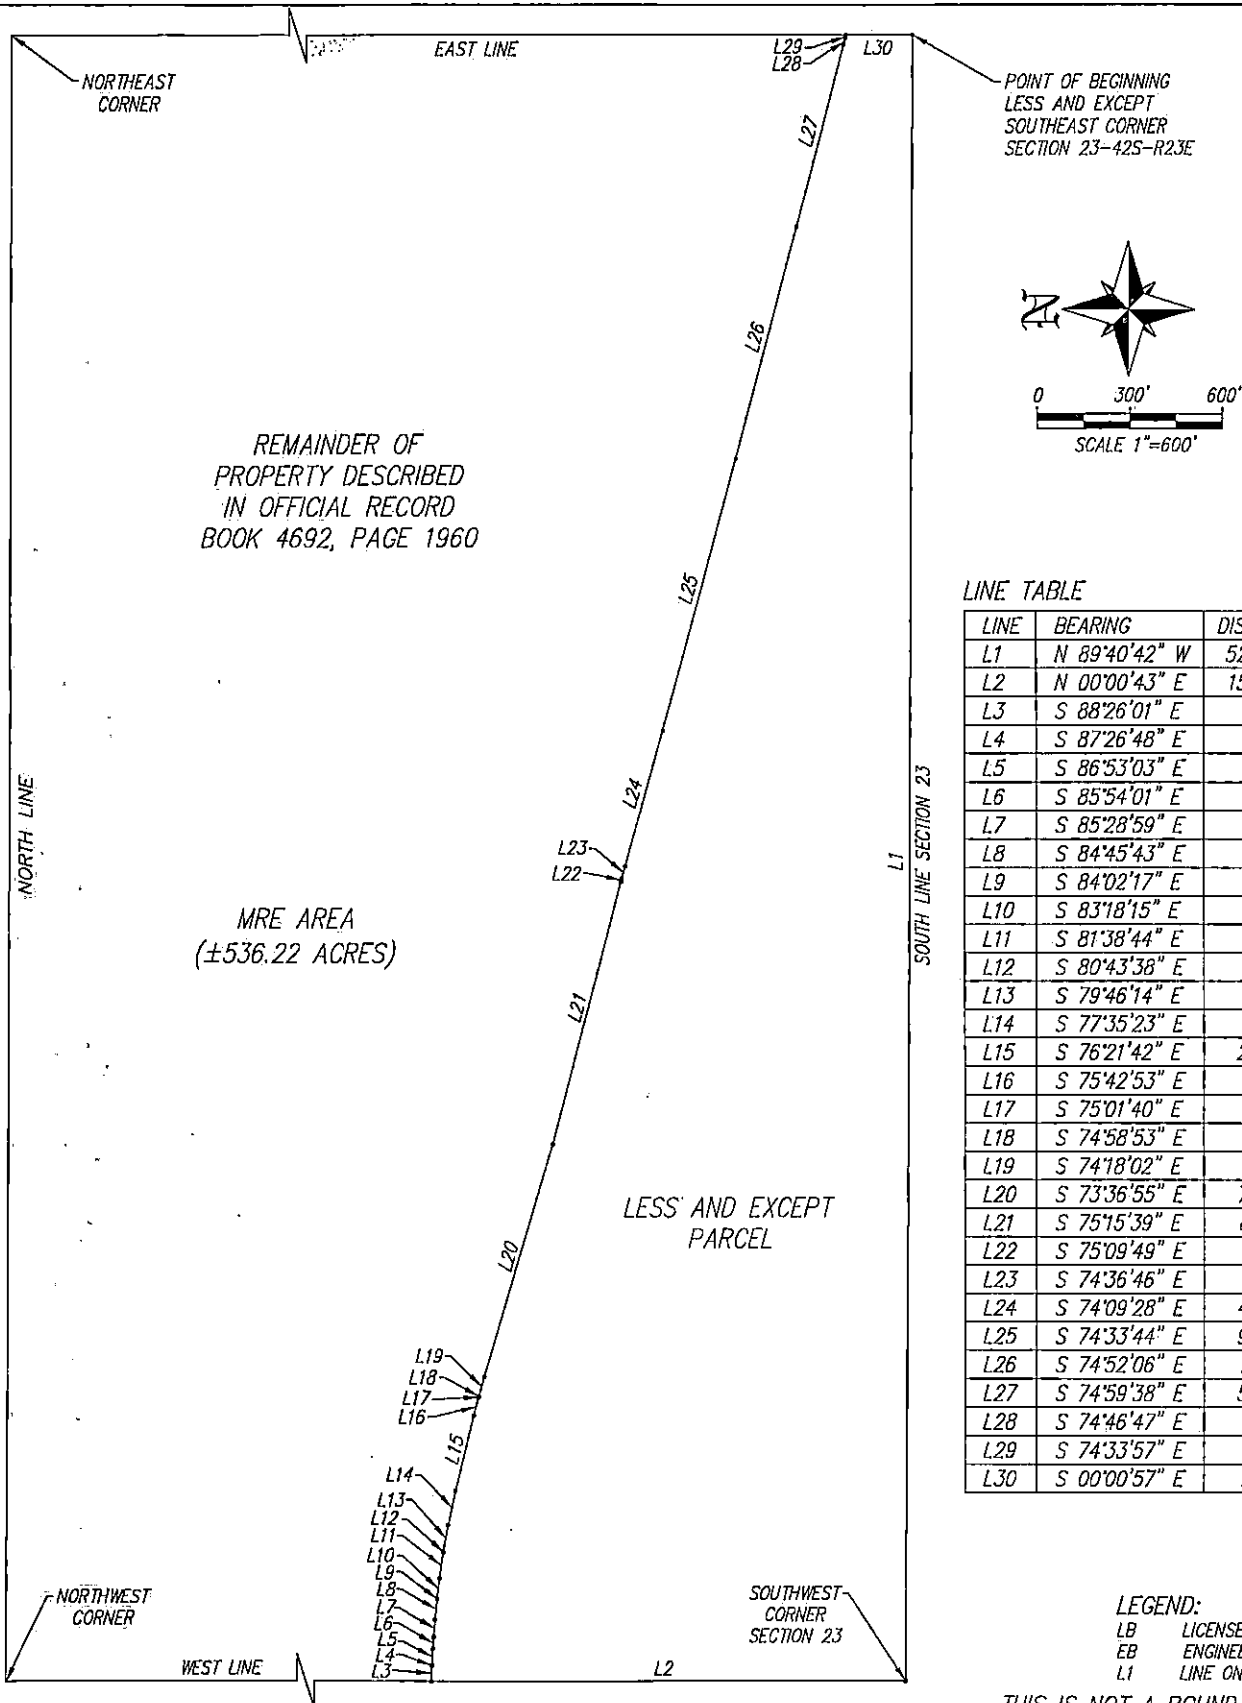 EAST LINE
L29
L28
L30
NORTHEAST
CORNER
POINT OF BEGINNING
LESS AND EXCEPT
SOUTHEAST CORNER
SECTION 23-42S-R23E
L27
N
0 300' 600'
SCALE 1"=600'
L26
REMAINDER OF
PROPERTY DESCRIBED
IN OFFICIAL RECORD
BOOK 4692, PAGE 1960
L25
L24
L23
L22
NORTH LINE
L1
SOUTH LINE SECTION 23
MRE AREA
(±536.22 ACRES)
L21
LESS AND EXCEPT
PARCEL
L20
L19
L18
L17
L16
L15
L14
L13
L12
L11
L10
L9
L8
L7
L6
L5
L4
L3
NORTHWEST
CORNER
WEST LINE
L2
SOUTHWEST
CORNER
SECTION 23
LINE TABLE
LINE BEARING DIS
L1 N 89°40'42" W 52
L2 N 00°00'43" E 15
L3 S 88°26'01" E
L4 S 87°26'48" E
L5 S 86°53'03" E
L6 S 85°54'01" E
L7 S 85°28'59" E
L8 S 84°45'43" E
L9 S 84°02'17" E
L10 S 83°18'15" E
L11 S 81°38'44" E
L12 S 80°43'38" E
L13 S 79°46'14" E
L14 S 77°35'23" E
L15 S 76°21'42" E
L16 S 75°42'53" E
L17 S 75°01'40" E
L18 S 74°58'53" E
L19 S 74°18'02" E
L20 S 73°36'55" E
L21 S 75°15'39" E
L22 S 75°09'49" E
L23 S 74°36'46" E
L24 S 74°09'28" E
L25 S 74°33'44" E
L26 S 74°52'06" E
L27 S 74°59'38" E
L28 S 74°46'47" E
L29 S 74°33'57" E
L30 S 00°00'57" E
LEGEND:
LB LICENSE
EB ENGINEE
L1 LINE ON
THIS IS NOT A BOUND